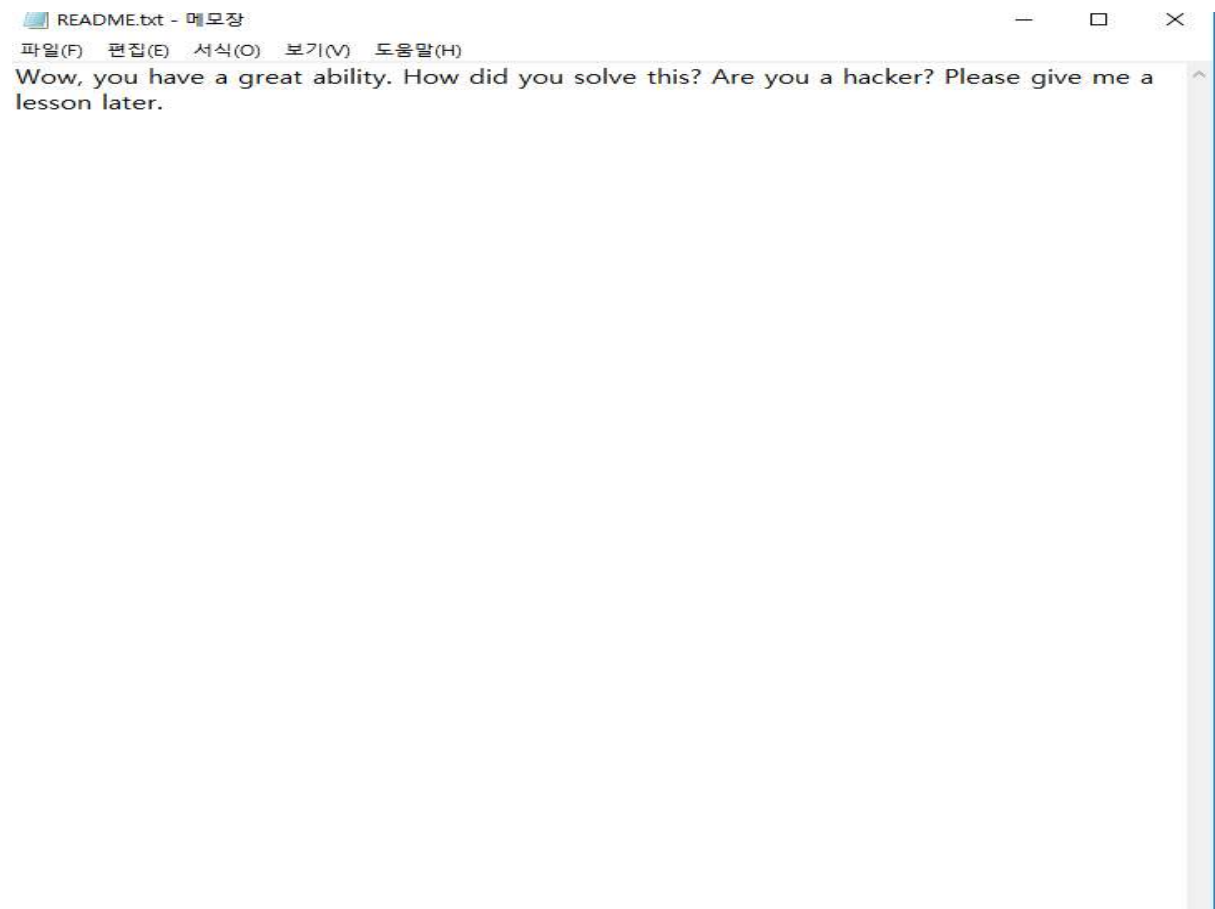 README.txt - 메모장
파일(F) 편집(E) 서식(O) 보기(V) 도움말(H)
Wow, you have a great ability. How did you solve this? Are you a hacker? Please give me a
lesson later.